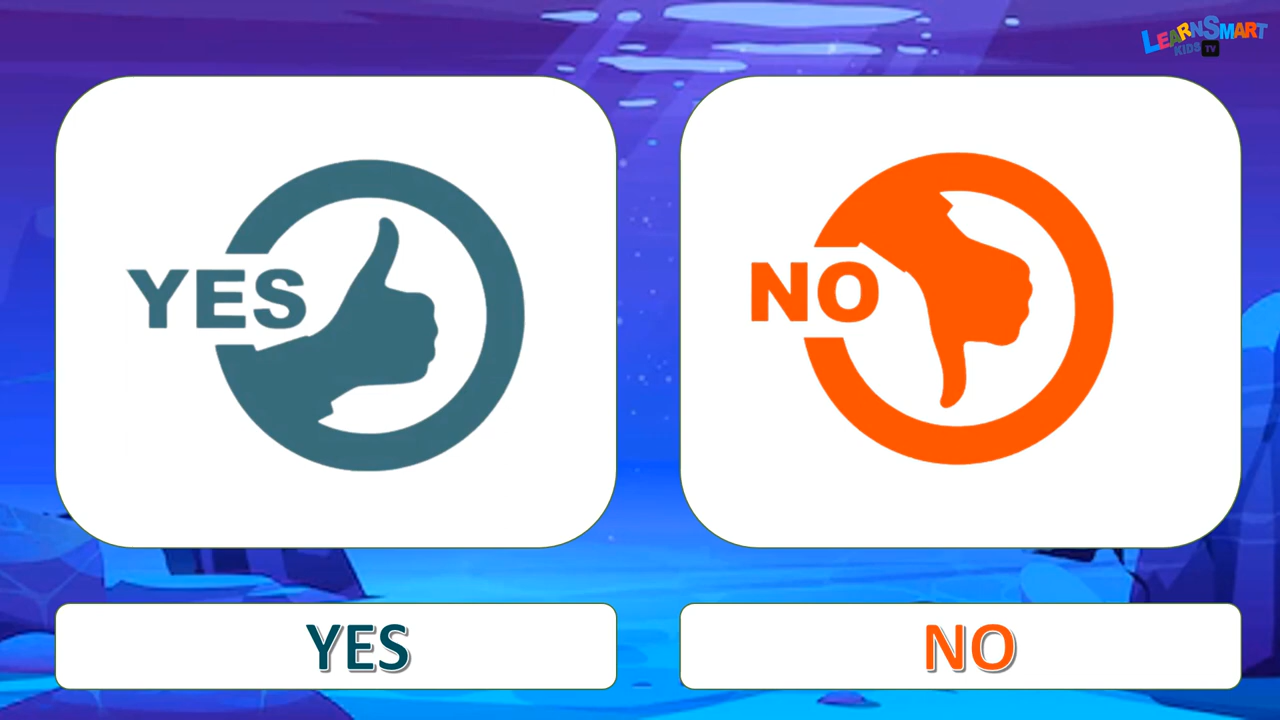 LEARNSMART
KIDS TV
YES
NO
YES
NO